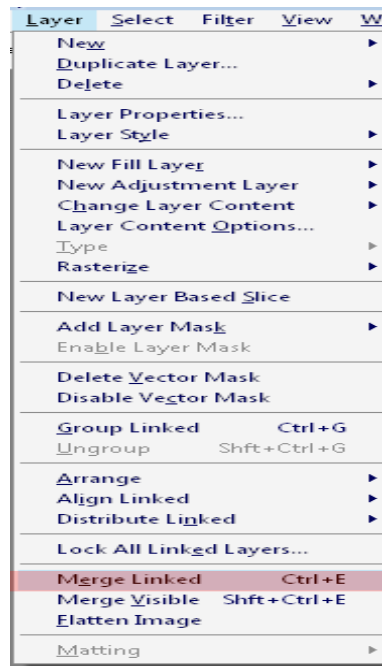 Layer Select Filter View W
New
Duplicate Layer...
Delete
Layer Properties...
Layer Style
New Fill Layer
New Adjustment Layer
Change Layer Content
Layer Content Options...
Type
Rasterize
New Layer Based Slice
Add Layer Mask
Enable Layer Mask
Delete Vector Mask
Disable Vector Mask
Group Linked Ctrl+G
Ungroup Shft+Ctrl+G
Arrange
Align Linked
Distribute Linked
Lock All Linked Layers...
Merge Linked Ctrl+E
Merge Visible Shft+Ctrl+E
Flatten Image
Matting